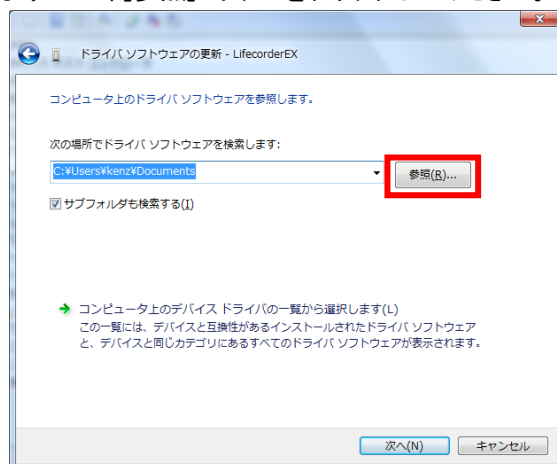 ドライバ ソフトウェアの更新 - LifecorderEX
コンピュータ上のドライバ ソフトウェアを参照します。
次の場所でドライバ ソフトウェアを検索します:
C:¥Users¥kenz¥Documents
参照(R)...
サブフォルダも検索する(I)
コンピュータ上のデバイス ドライバの一覧から選択します(L)
この一覧には、デバイスと互換性があるインストールされたドライバ ソフトウェア
と、デバイスと同じカテゴリにあるすべてのドライバ ソフトウェアが表示されます。
次へ(N)
キャンセル